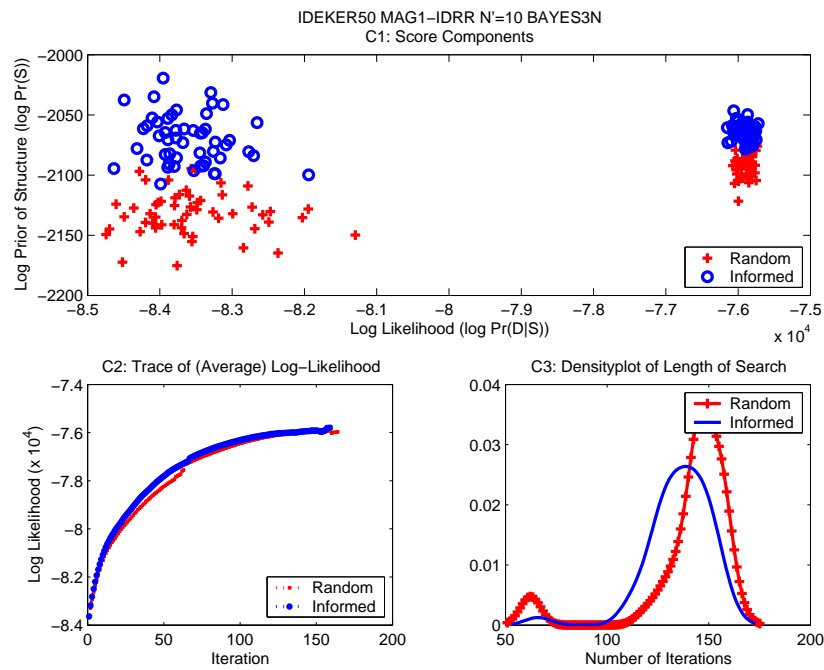 IDEKER50 MAG1−IDRR N'=10 BAYES3N
C1: Score Components
Log Prior of Structure (log Pr(S))
−2000
−2050
−2100
−2150
−2200
Random
Informed
−8.5 −8.4 −8.3 −8.2 −8.1 −8 −7.9 −7.8 −7.7 −7.6 −7.5
Log Likelihood (log Pr(D|S))
x 10^4
C2: Trace of (Average) Log−Likelihood
Log Likelihood (x 10^4)
−7.4
−7.6
−7.8
−8
−8.2
−8.4
Random
Informed
0 50 100 150 200
Iteration
C3: Densityplot of Length of Search
0.04
0.03
0.02
0.01
0
Random
Informed
50 100 150 200
Number of Iterations